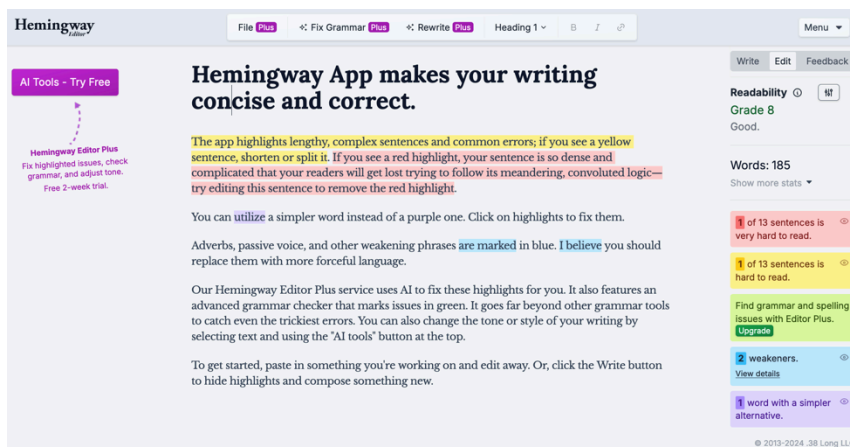 Hemingway
Editor
File Plus
Fix Grammar Plus
Rewrite Plus
Heading 1
B
I
Menu
AI Tools - Try Free
Hemingway Editor Plus
Fix highlighted issues, check
grammar, and adjust tone.
Free 2-week trial.
Hemingway App makes your writing
concise and correct.
The app highlights lengthy, complex sentences and common errors; if you see a yellow
sentence, shorten or split it. If you see a red highlight, your sentence is so dense and
complicated that your readers will get lost trying to follow its meandering, convoluted logic—
try editing this sentence to remove the red highlight.
You can utilize a simpler word instead of a purple one. Click on highlights to fix them.
Adverbs, passive voice, and other weakening phrases are marked in blue. I believe you should
replace them with more forceful language.
Our Hemingway Editor Plus service uses AI to fix these highlights for you. It also features an
advanced grammar checker that marks issues in green. It goes far beyond other grammar tools
to catch even the trickiest errors. You can also change the tone or style of your writing by
selecting text and using the "AI tools" button at the top.
To get started, paste in something you're working on and edit away. Or, click the Write button
to hide highlights and compose something new.
Write
Edit
Feedback
Readability
Grade 8
Good.
Words: 185
Show more stats
1 of 13 sentences is
very hard to read.
1 of 13 sentences is
hard to read.
Find grammar and spelling
issues with Editor Plus.
Upgrade
2 weakeners.
View details
1 word with a simpler
alternative.
© 2013-2024 .38 Long